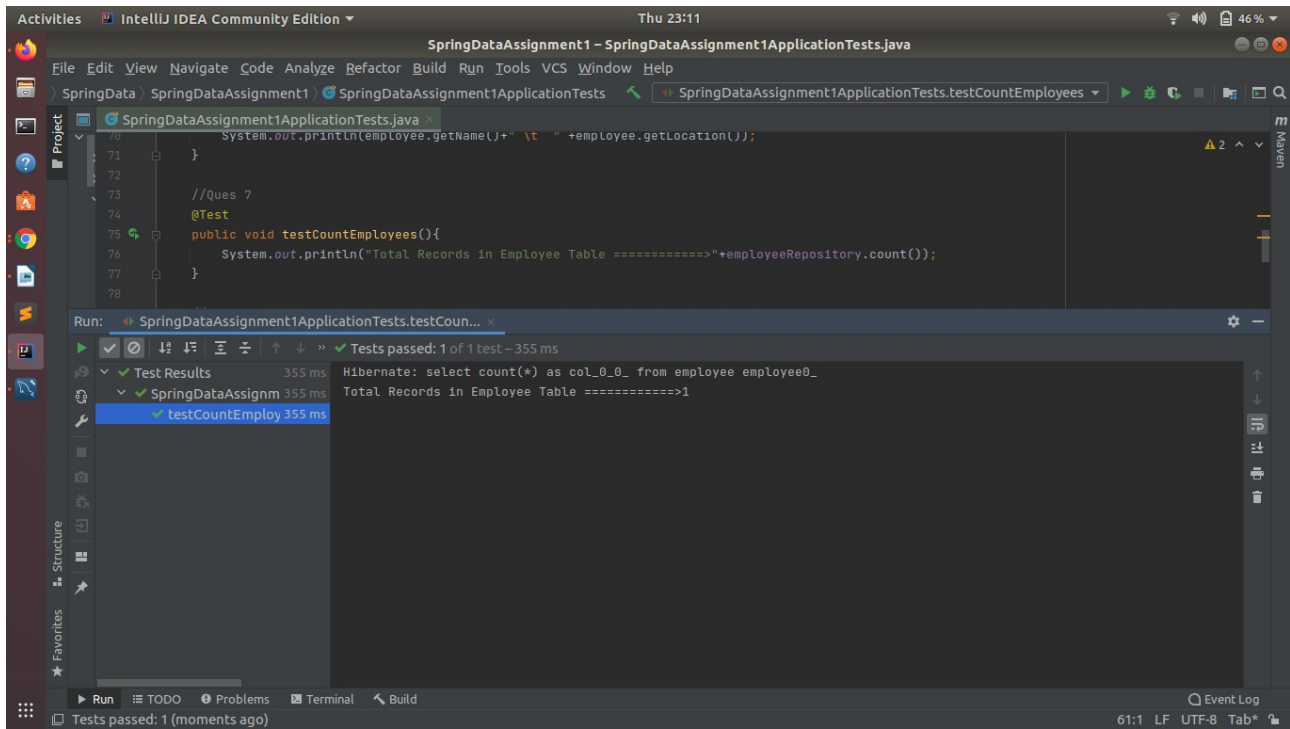 Activities IntelliJ IDEA Community Edition Thu 23:11 46%
SpringDataAssignment1 – SpringDataAssignment1ApplicationTests.java
File Edit View Navigate Code Analyze Refactor Build Run Tools VCS Window Help
SpringData SpringDataAssignment1 SpringDataAssignment1ApplicationTests SpringDataAssignment1ApplicationTests.testCountEmployees
Project
SpringDataAssignment1ApplicationTests.java
Maven
70 System.out.println(employee.getName()+" \t " +employee.getLocation());
2
71 }
72
73 //Ques 7
74 @Test
75 public void testCountEmployees(){
76 System.out.println("Total Records in Employee Table ============>"+employeeRepository.count());
77 }
78
Run: SpringDataAssignment1ApplicationTests.testCoun...
Tests passed: 1 of 1 test – 355 ms
Test Results 355 ms
SpringDataAssignm 355 ms
testCountEmploy 355 ms
Hibernate: select count(*) as col_0_0_ from employee employee0_
Total Records in Employee Table ============>1
Structure
Favorites
Run TODO Problems Terminal Build Event Log
Tests passed: 1 (moments ago) 61:1 LF UTF-8 Tab*